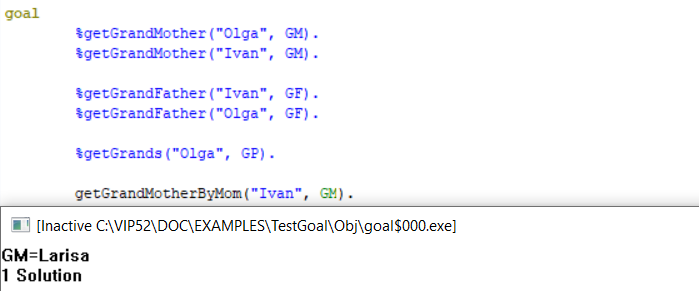 goal
%getGrandMother("Olga", GM).
%getGrandMother("Ivan", GM).
%getGrandFather("Ivan", GF).
%getGrandFather("Olga", GF).
%getGrands("Olga", GP).
getGrandMotherByMom("Ivan", GM).
[Inactive C:\VIP52\DOC\EXAMPLES\TestGoal\Obj\goal$000.exe]
GM=Larisa
1 Solution